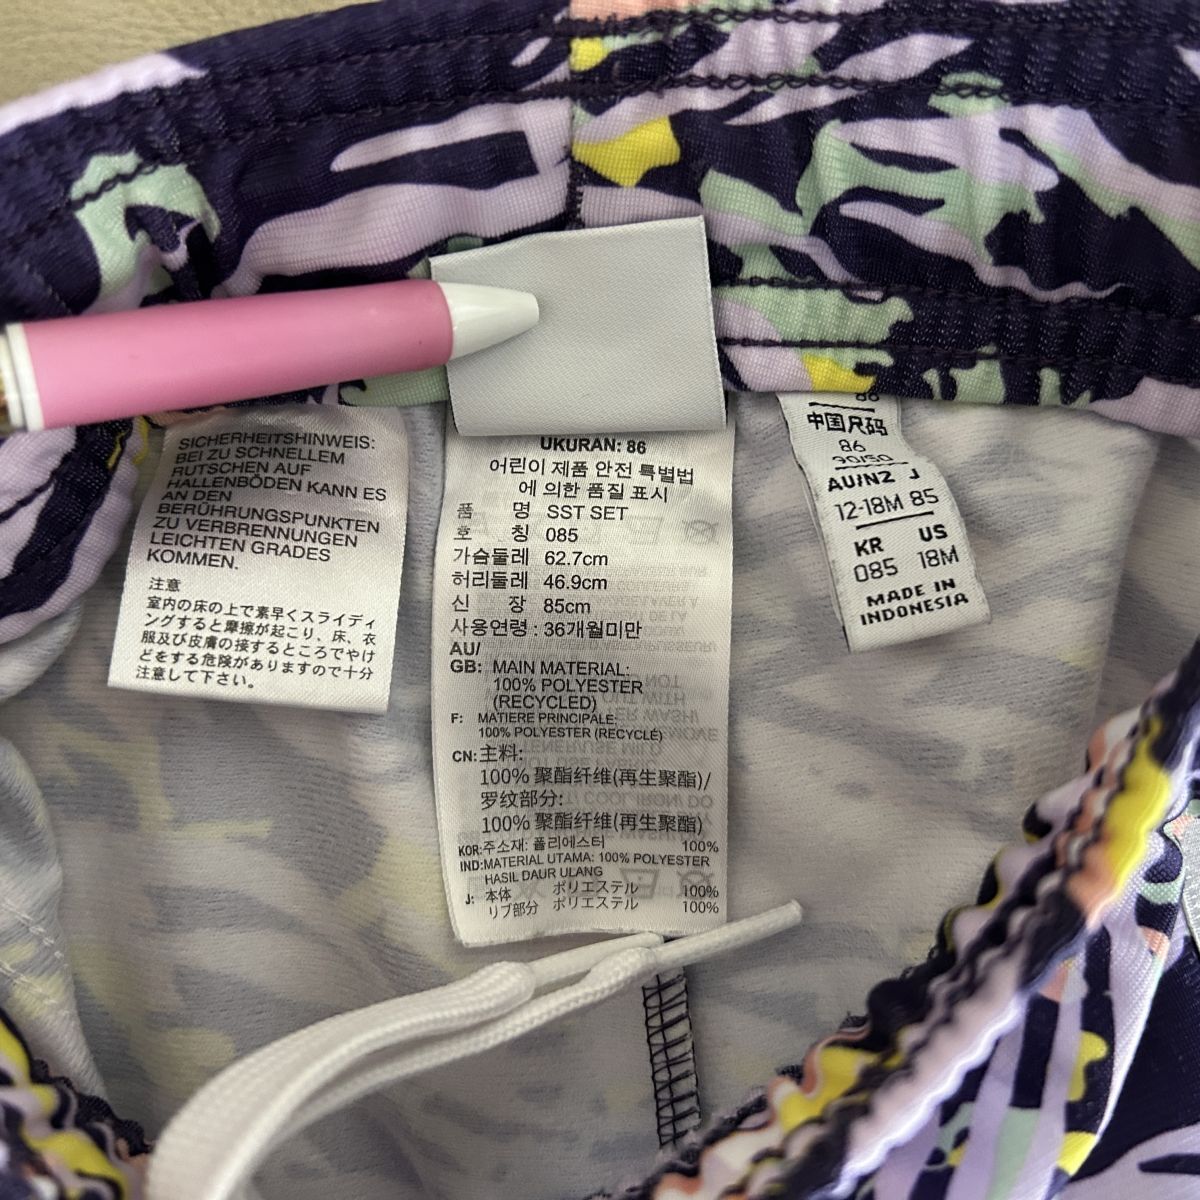 SICHERHEITSHINWEIS:
BEI ZU SCHNELLEM
RUTSCHEN AUF
HALLENBÖDEN KANN ES
AN DEN
BERÜHRUNGSPUNKTEN
ZU VERBRENNUNGEN
LEICHTEN GRADES
KOMMEN.
注意
室内の床の上で素早くスライディ
ングすると摩擦が起こり、床、衣
服及び皮膚の接するところでやけ
どをする危険がありますので十分
注意して下さい。
UKURAN: 86
어린이 제품 안전 특별법
에 의한 품질 표시
품 명 SST SET
호 칭 085
가슴둘레 62.7cm
허리둘레 46.9cm
신 장 85cm
사용연령 : 36개월미만
AU/
GB: MAIN MATERIAL:
100% POLYESTER
(RECYCLED)
F: MATIERE PRINCIPALE:
100% POLYESTER (RECYCLÉ)
CN: 主料:
100% 聚酯纤维(再生聚酯)/
罗纹部分:
100% 聚酯纤维(再生聚酯)
KOR:주소재: 폴리에스터 100%
IND:MATERIAL UTAMA: 100% POLYESTER
HASIL DAUR ULANG
J: 本体 ポリエステル 100%
リブ部分 ポリエステル 100%
86
中国尺码
86
90/50
AU/NZ J
12-18M 85
KR US
085 18M
MADE IN
INDONESIA